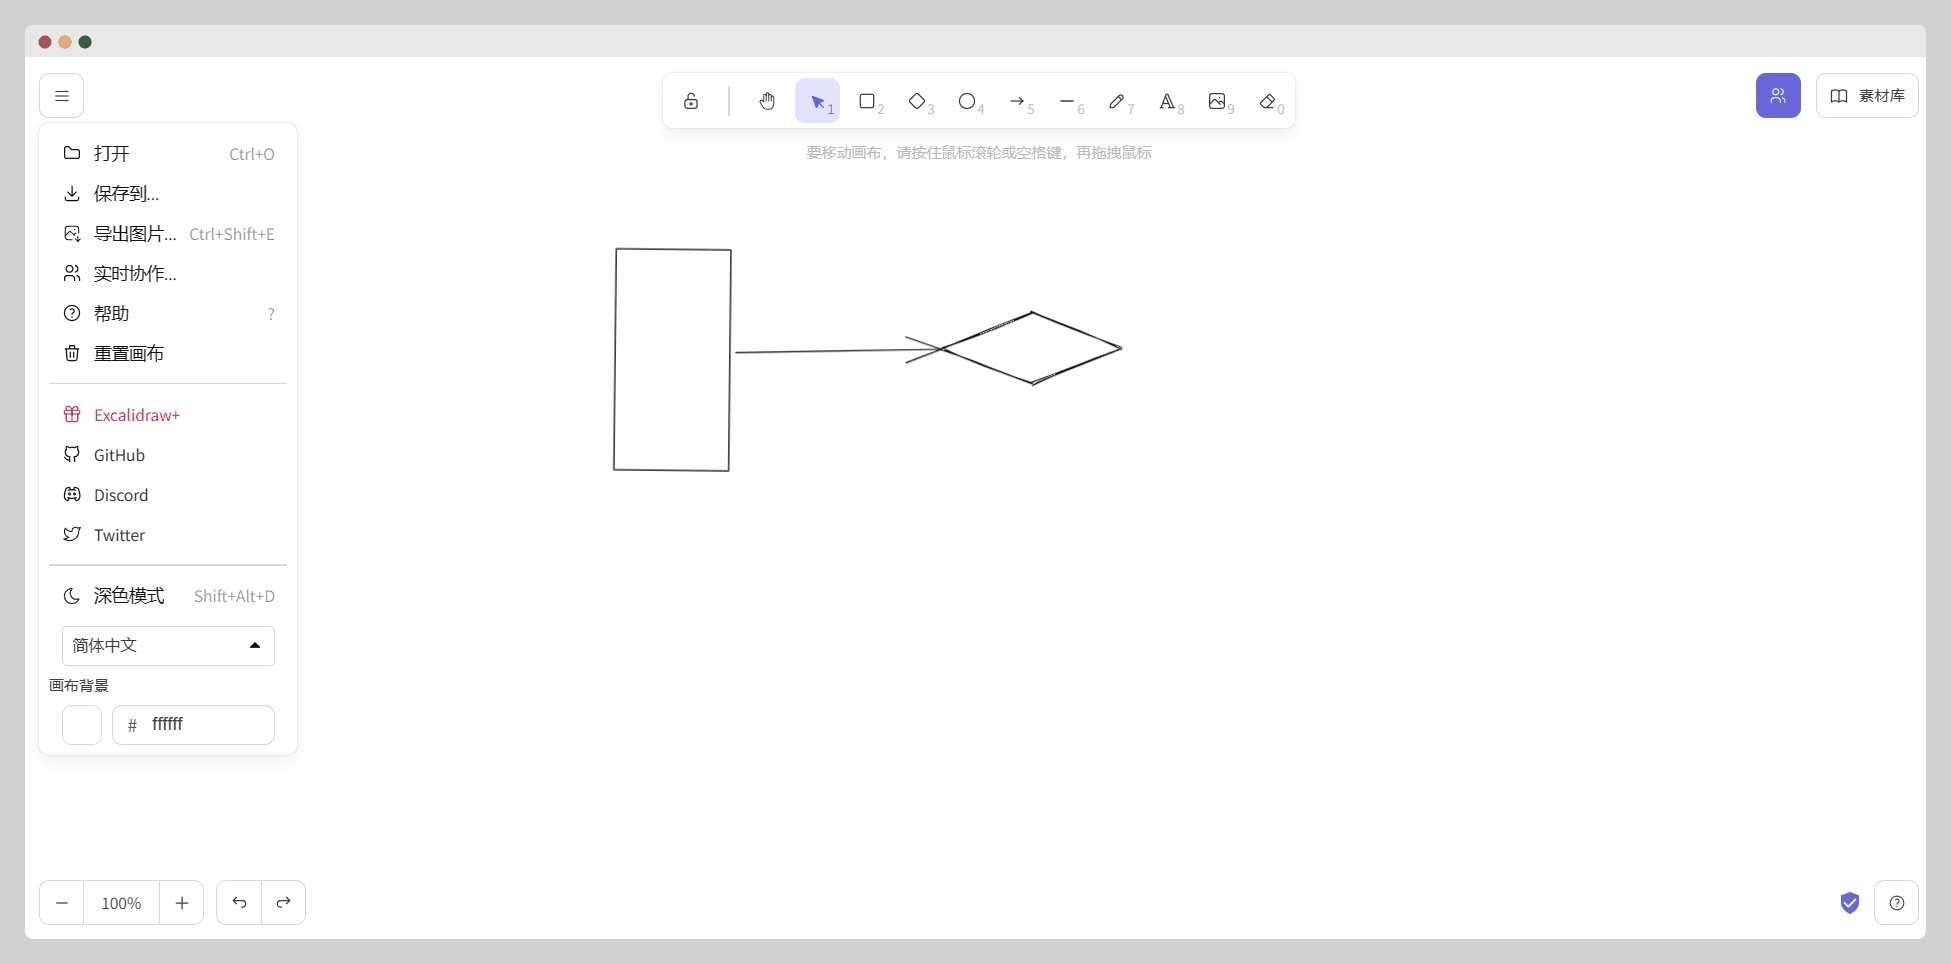 1
2
3
4
5
6
7
8
9
0
素材库
要移动画布，请按住鼠标滚轮或空格键，再拖拽鼠标
打开 Ctrl+O
保存到...
导出图片... Ctrl+Shift+E
实时协作...
帮助 ?
重置画布
Excalidraw+
GitHub
Discord
Twitter
深色模式 Shift+Alt+D
简体中文
画布背景
# ffffff
100%